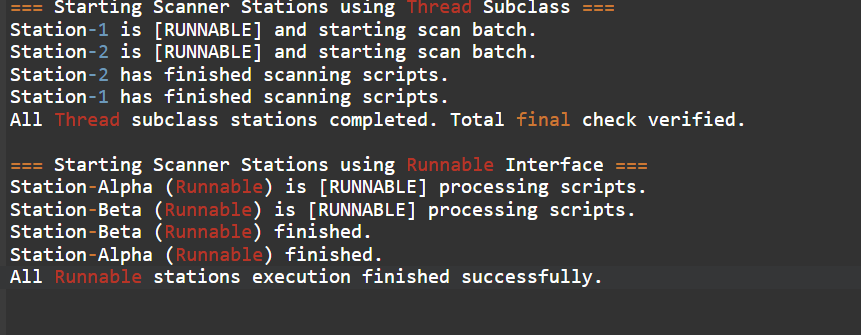 === Starting Scanner Stations using Thread Subclass ===
Station-1 is [RUNNABLE] and starting scan batch.
Station-2 is [RUNNABLE] and starting scan batch.
Station-2 has finished scanning scripts.
Station-1 has finished scanning scripts.
All Thread subclass stations completed. Total final check verified.
=== Starting Scanner Stations using Runnable Interface ===
Station-Alpha (Runnable) is [RUNNABLE] processing scripts.
Station-Beta (Runnable) is [RUNNABLE] processing scripts.
Station-Beta (Runnable) finished.
Station-Alpha (Runnable) finished.
All Runnable stations execution finished successfully.